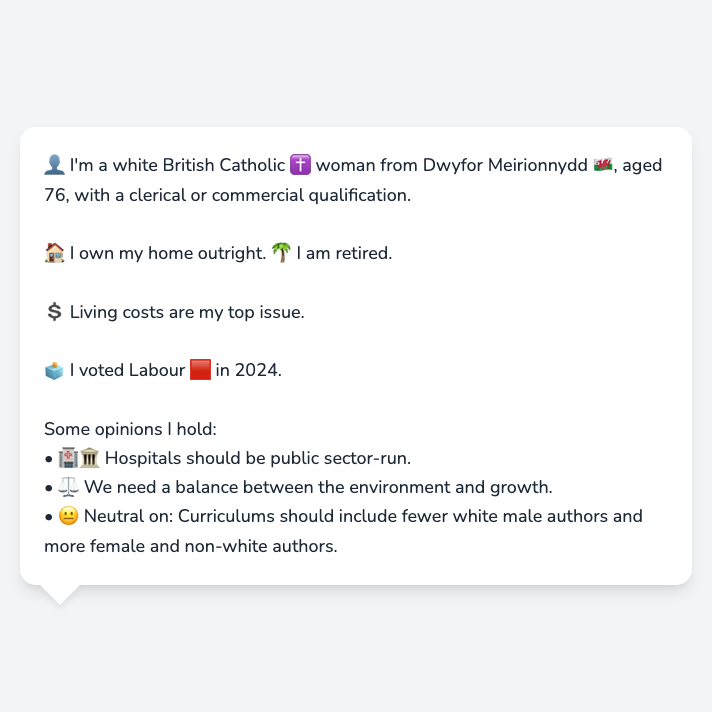 👤 I'm a white British Catholic ✝️ woman from Dwyfor Meirionnydd 🏴󠁧󠁢󠁷󠁬󠁳󠁿, aged
76, with a clerical or commercial qualification.
🏠 I own my home outright. 🌴 I am retired.
💲 Living costs are my top issue.
🗳️ I voted Labour 🟥 in 2024.
Some opinions I hold:
• 🏥🏛️ Hospitals should be public sector-run.
• ⚖️ We need a balance between the environment and growth.
• 😐 Neutral on: Curriculums should include fewer white male authors and
more female and non-white authors.